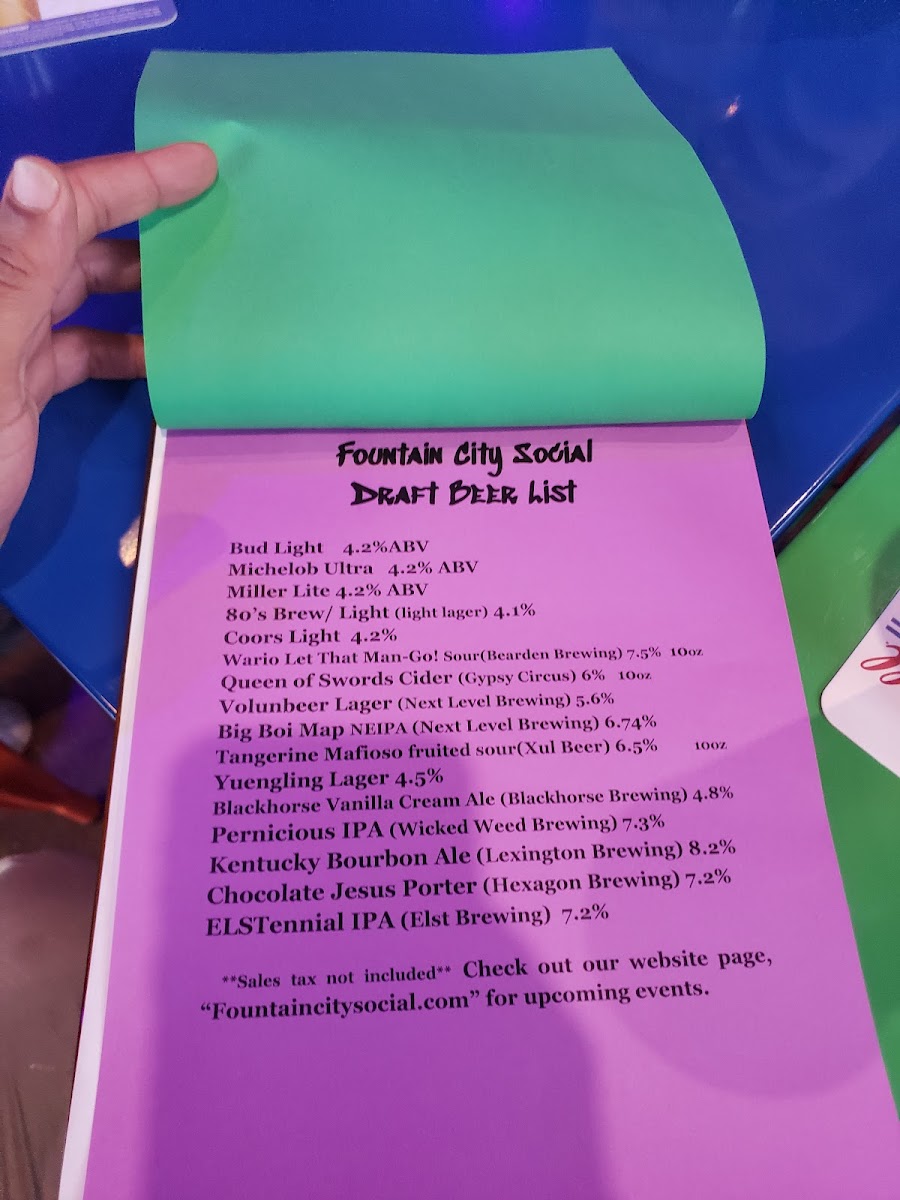 Fountain City Social
Draft Beer List
Bud Light 4.2%ABV
Michelob Ultra 4.2% ABV
Miller Lite 4.2% ABV
80's Brew/ Light (light lager) 4.1%
Coors Light 4.2%
Wario Let That Man-Go! Sour(Bearden Brewing) 7.5% 10oz
Queen of Swords Cider (Gypsy Circus) 6% 10oz
Volunbeer Lager (Next Level Brewing) 5.6%
Big Boi Map NEIPA (Next Level Brewing) 6.74%
Tangerine Mafioso fruited sour(Xul Beer) 6.5% 10oz
Yuengling Lager 4.5%
Blackhorse Vanilla Cream Ale (Blackhorse Brewing) 4.8%
Pernicious IPA (Wicked Weed Brewing) 7.3%
Kentucky Bourbon Ale (Lexington Brewing) 8.2%
Chocolate Jesus Porter (Hexagon Brewing) 7.2%
ELSTennial IPA (Elst Brewing) 7.2%
**Sales tax not included** Check out our website page,
“Fountaincitysocial.com” for upcoming events.